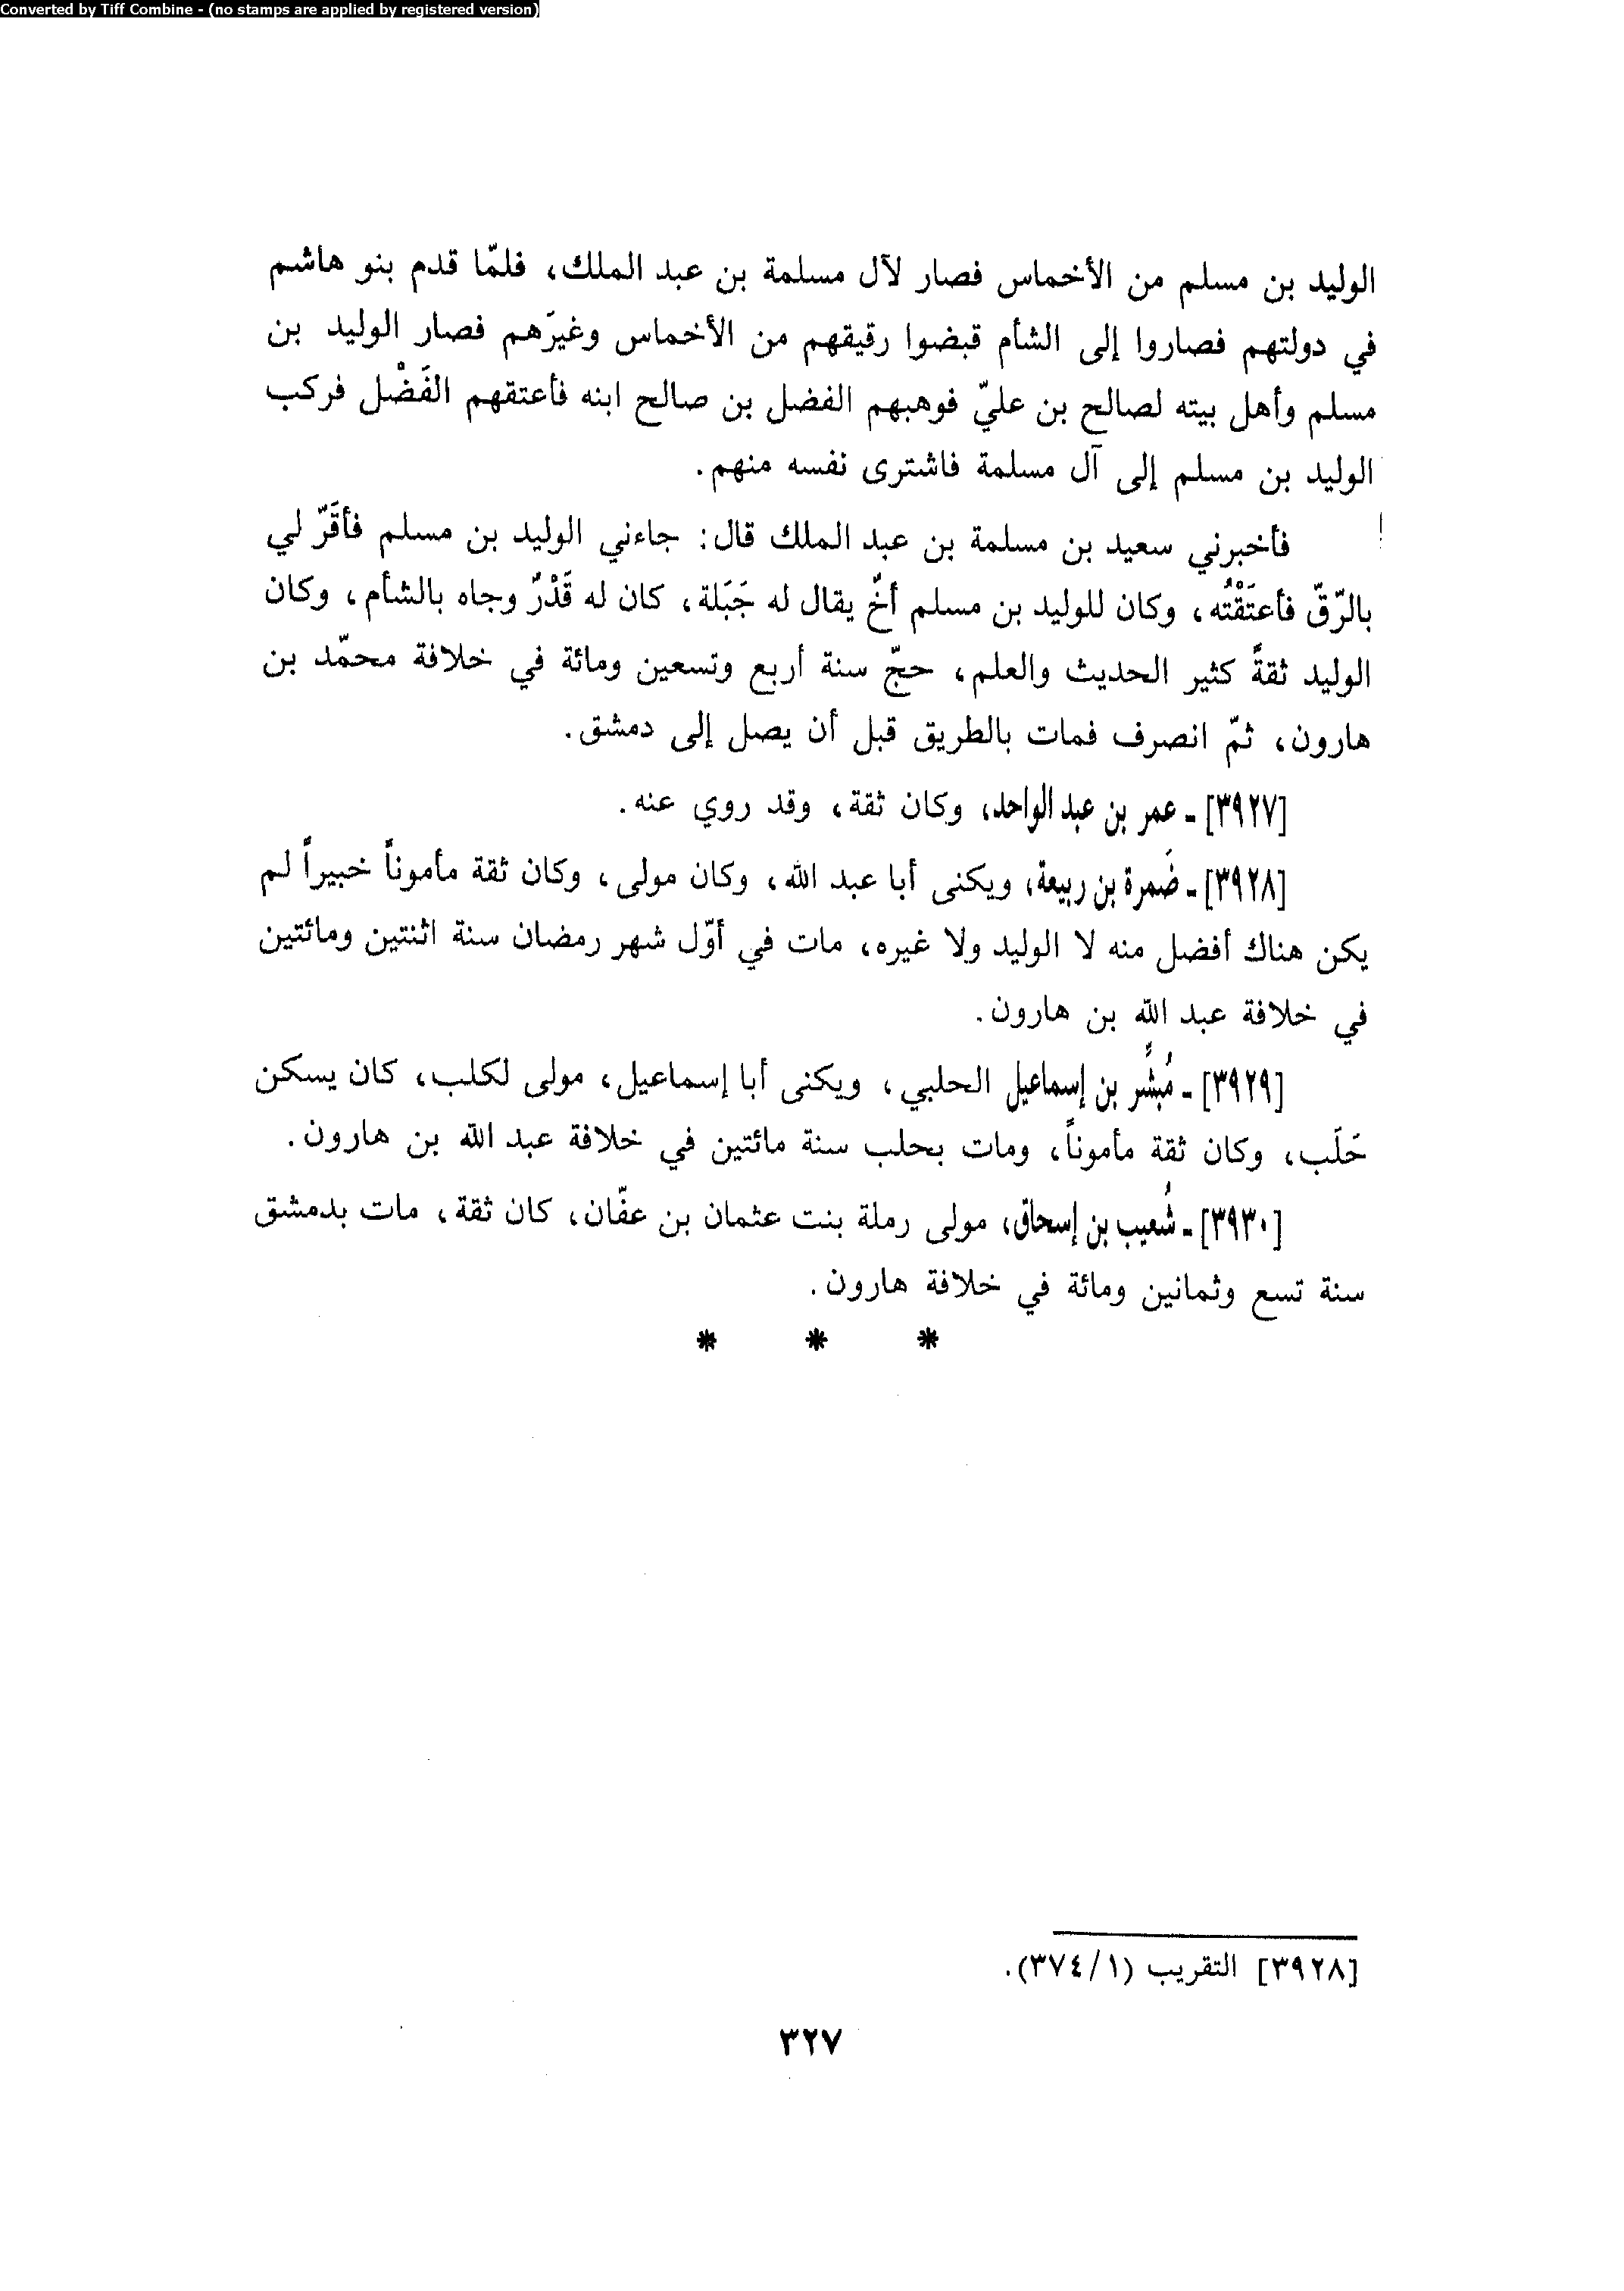 Converted by Tiff Combine - (no stamps are applied by registered version)
الوليد بن مسلم من الأخماس فصار لآل مسلمة بن عبد الملك، فلمّا قدم بنو هاشم
في دولتهم فصاروا إلى الشأم قبضوا رقيقهم من الأخماس وغيرَهم فصار الوليد بن
مسلم وأهل بيته لصالح بن عليّ فوهبهم الفضل بن صالح ابنه فأعتقهم الفَضْل فركب
الوليد بن مسلم إلى آل مسلمة فاشترى نفسه منهم.
فأخبرني سعيد بن مسلمة بن عبد الملك قال: جاءني الوليد بن مسلم فأقَرّ لي
بالرّقّ فأعتَقْتُه، وكان للوليد بن مسلم أخٌ يقال له جَبَلة، كان له قَدْرٌ وجاه بالشأم، وكان
الوليد ثقةً كثير الحديث والعلم، حجّ سنة أربع وتسعين ومائة في خلافة محمّد بن
هارون، ثمّ انصرف فمات بالطريق قبل أن يصل إلى دمشق.
[٣٩٢٧] ـ عمر بن عبد الواحد، وكان ثقة، وقد روي عنه.
[٣٩٢٨] ـ ضَمرة بن ربيعة، ويكنى أبا عبد الله، وكان مولى، وكان ثقة مأموناً خبيراً لم
يكن هناك أفضل منه لا الوليد ولا غيره، مات في أوّل شهر رمضان سنة اثنتين ومائتين
في خلافة عبد الله بن هارون.
[٣٩٢٩] ـ مُبَشِّر بن إسماعيل الحلبي، ويكنى أبا إسماعيل، مولى لكلب، كان يسكن
حَلَب، وكان ثقة مأموناً، ومات بحلب سنة مائتين في خلافة عبد الله بن هارون.
[٣٩٣٠] ـ شُعيب بن إسحاق، مولى رملة بنت عثمان بن عفّان، كان ثقة، مات بدمشق
سنة تسع وثمانين ومائة في خلافة هارون.
* * *
[٣٩٢٨] التقريب (٣٧٤/١).
٣٢٧